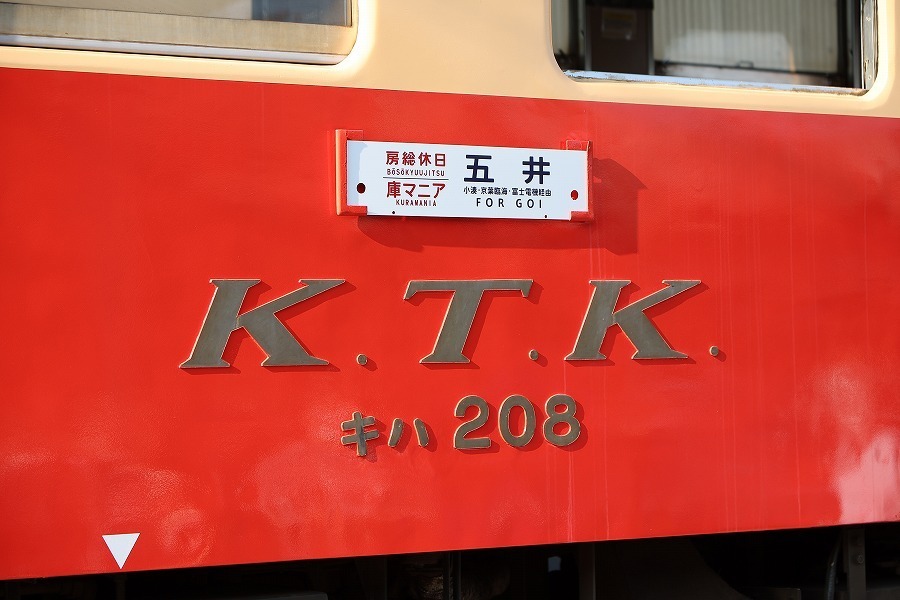 房総休日
BōSōKYUUJITSU
庫マニア
KURAMANIA
五井
小湊・京葉臨海・富士電機経由
FOR GOI
K.T.K.
キハ 208